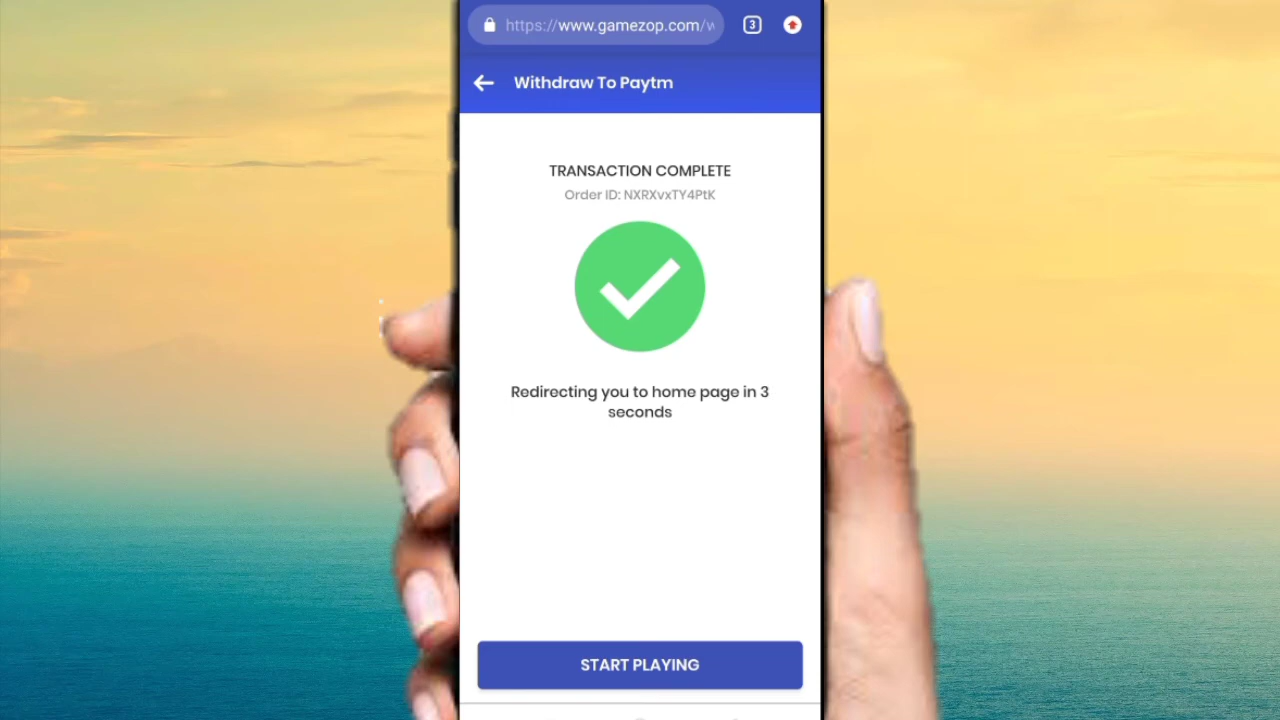 https://www.gamezop.com/w
3
Withdraw To Paytm
TRANSACTION COMPLETE
Order ID: NXRXvxTY4PtK
Redirecting you to home page in 3
seconds
START PLAYING